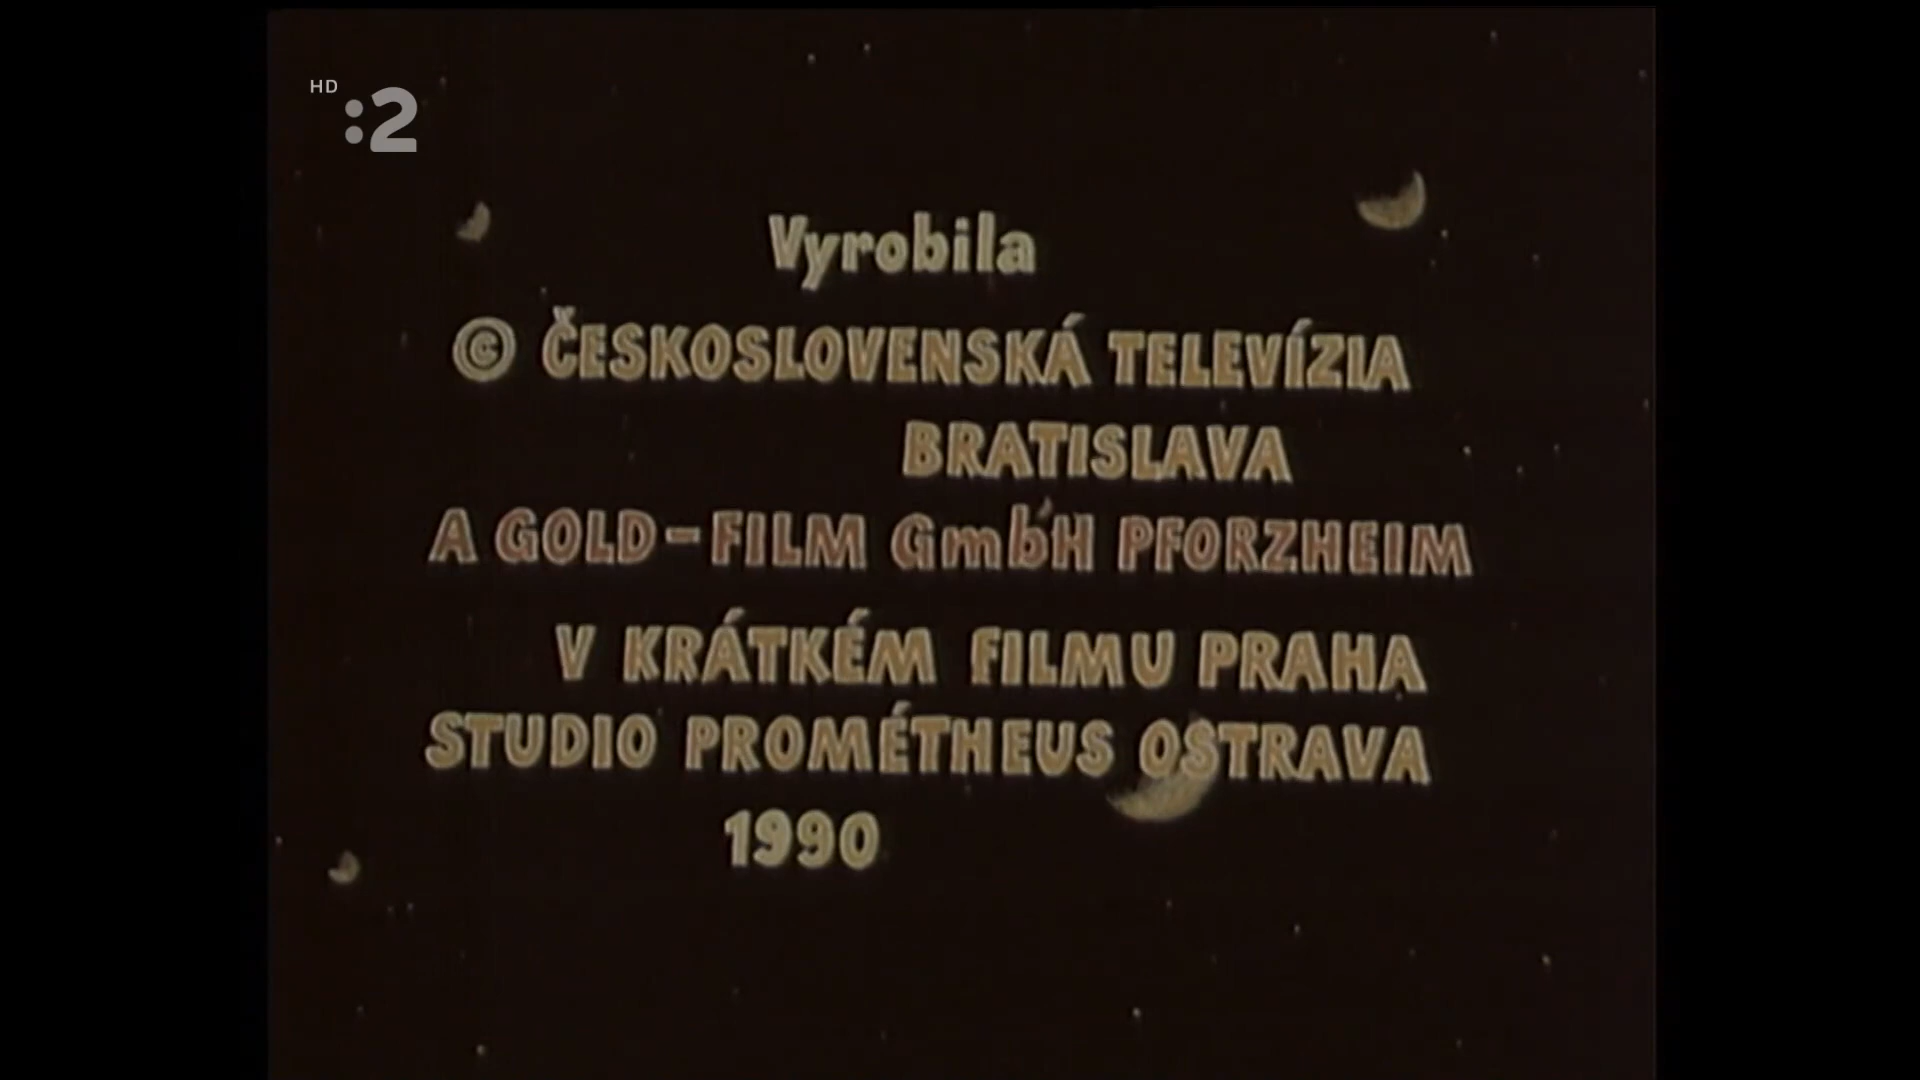 HD
:2
Vyrobila
© ČESKOSLOVENSKÁ TELEVÍZIA
BRATISLAVA
A GOLD-FILM GmbH PFORZHEIM
V KRÁTKÉM FILMU PRAHA
STUDIO PROMÉTHEUS OSTRAVA
1990